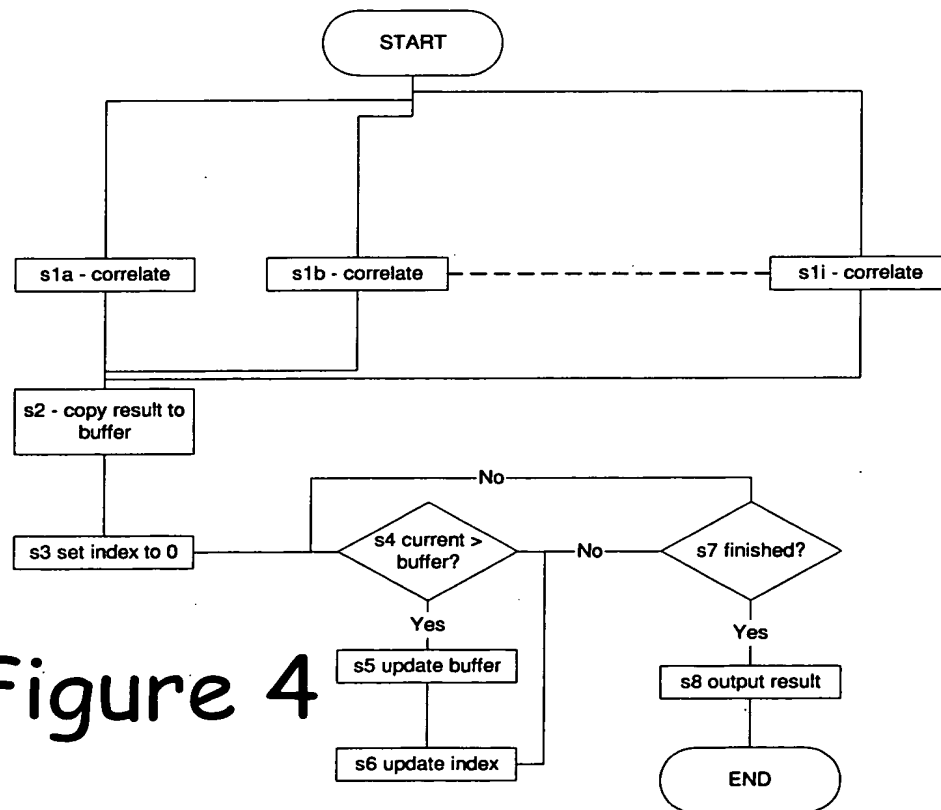 START
s1a - correlate
s1b - correlate
s1i - correlate
s2 - copy result to
buffer
No
s3 set index to 0
s4 current >
buffer?
No
s7 finished?
Yes
Yes
s5 update buffer
s8 output result
Figure 4
s6 update index
END